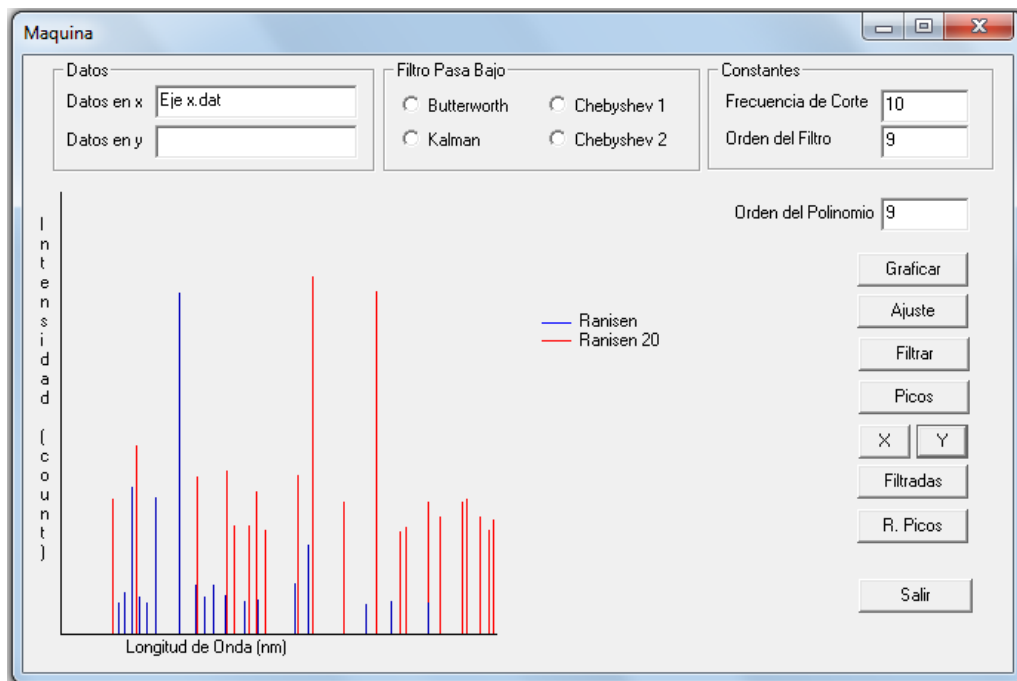 Maquina
Datos
Datos en x Eje x.dat
Datos en y
Filtro Pasa Bajo
Butterworth Chebyshev 1
Kalman Chebyshev 2
Constantes
Frecuencia de Corte 10
Orden del Filtro 9
Orden del Polinomio 9
Intensidad (count)
Ranisen
Ranisen 20
Longitud de Onda (nm)
Graficar
Ajuste
Filtrar
Picos
X Y
Filtradas
R. Picos
Salir